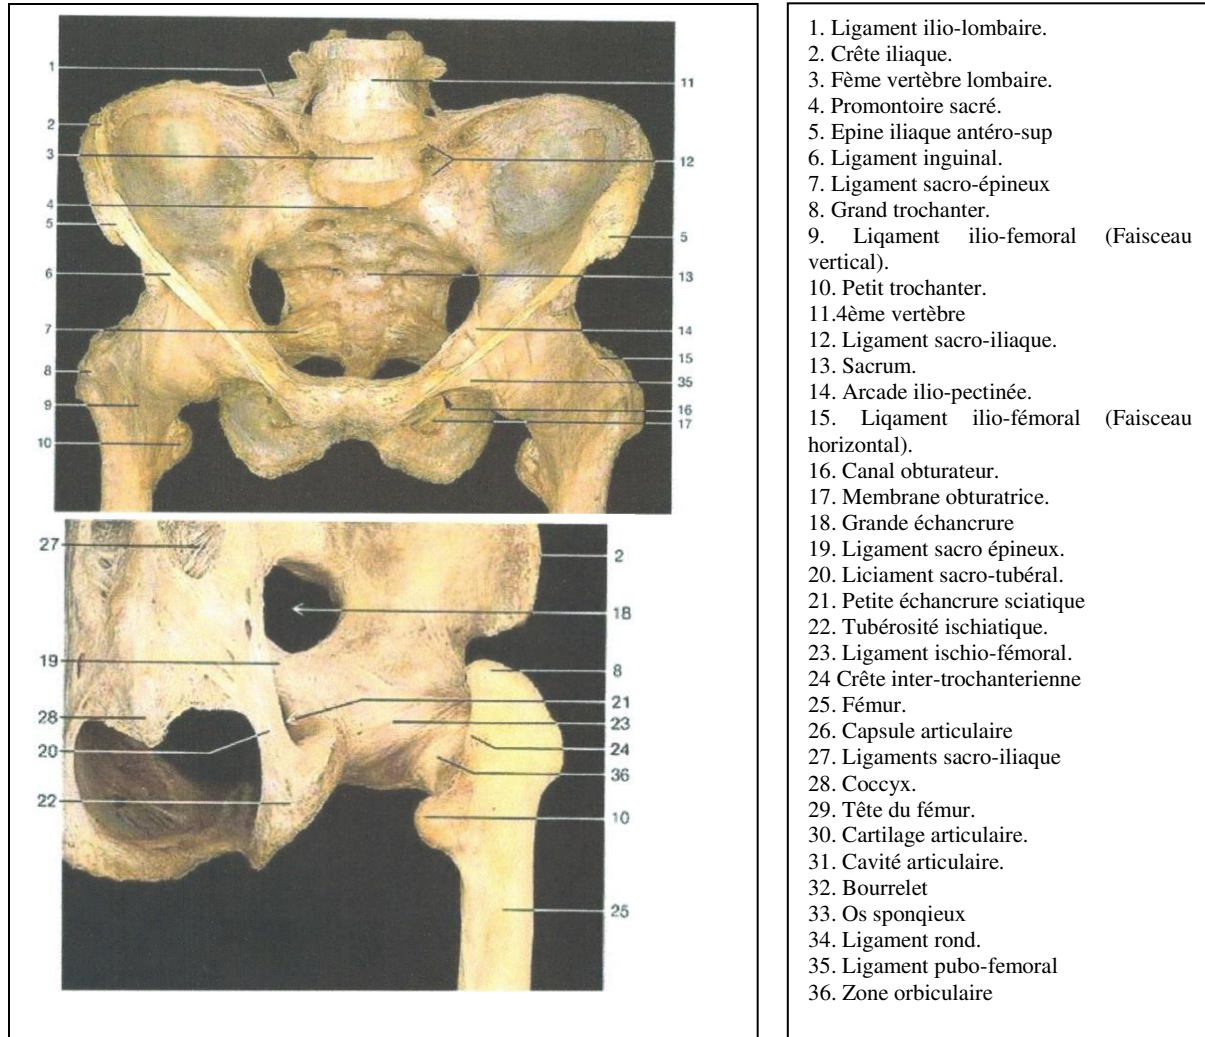 1
2
3
4
5
6
7
8
9
10
11
12
5
13
14
15
35
16
17
27
19
28
20
22
2
18
8
21
23
24
36
10
25
1. Ligament ilio-lombaire.
2. Crête iliaque.
3. Fème vertèbre lombaire.
4. Promontoire sacré.
5. Epine iliaque antéro-sup
6. Ligament inguinal.
7. Ligament sacro-épineux
8. Grand trochanter.
9. Liqament ilio-femoral (Faisceau
vertical).
10. Petit trochanter.
11.4ème vertèbre
12. Ligament sacro-iliaque.
13. Sacrum.
14. Arcade ilio-pectinée.
15. Liqament ilio-fémoral (Faisceau
horizontal).
16. Canal obturateur.
17. Membrane obturatrice.
18. Grande échancrure
19. Ligament sacro épineux.
20. Liciament sacro-tubéral.
21. Petite échancrure sciatique
22. Tubérosité ischiatique.
23. Ligament ischio-fémoral.
24 Crête inter-trochanterienne
25. Fémur.
26. Capsule articulaire
27. Ligaments sacro-iliaque
28. Coccyx.
29. Tête du fémur.
30. Cartilage articulaire.
31. Cavité articulaire.
32. Bourrelet
33. Os sponqieux
34. Ligament rond.
35. Ligament pubo-femoral
36. Zone orbiculaire